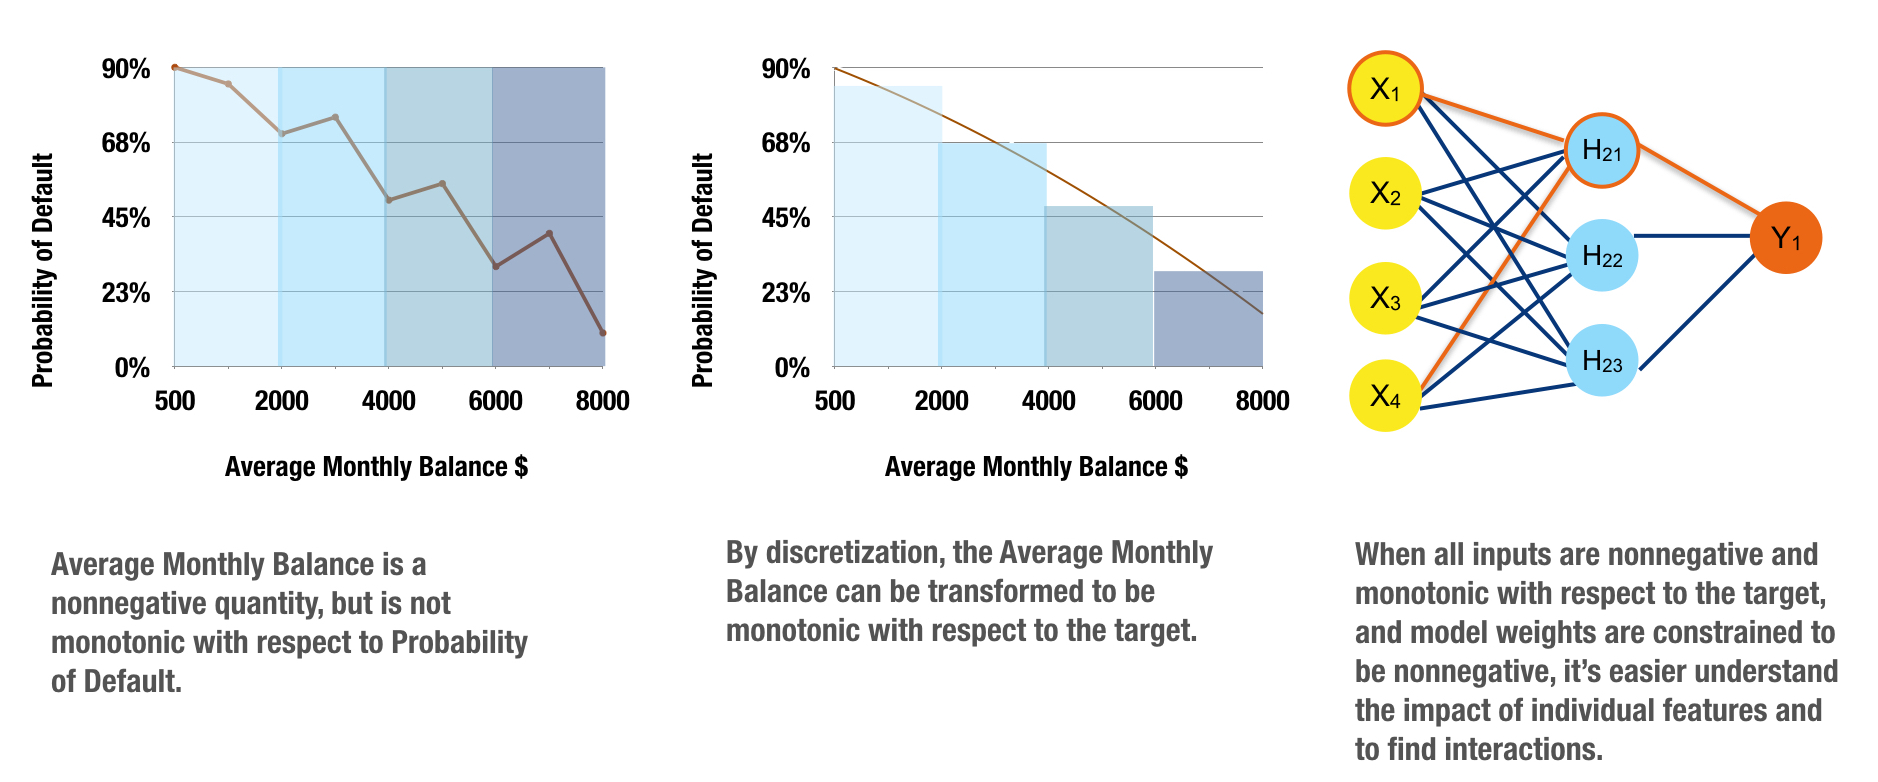 90%
68%
45%
23%
0%
Probability of Default
500 2000 4000 6000 8000
Average Monthly Balance $
Average Monthly Balance is a
nonnegative quantity, but is not
monotonic with respect to Probability
of Default.
90%
68%
45%
23%
0%
Probability of Default
500 2000 4000 6000 8000
Average Monthly Balance $
By discretization, the Average Monthly
Balance can be transformed to be
monotonic with respect to the target.
X1
X2
X3
X4
H21
H22
H23
Y1
When all inputs are nonnegative and
monotonic with respect to the target,
and model weights are constrained to
be nonnegative, it’s easier understand
the impact of individual features and
to find interactions.